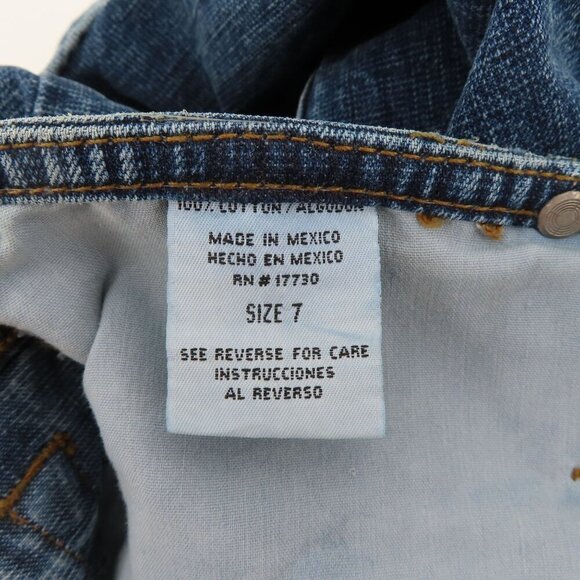 100% COTTON / ALGODON
MADE IN MEXICO
HECHO EN MEXICO
RN # 17730
SIZE 7
SEE REVERSE FOR CARE
INSTRUCCIONES
AL REVERSO